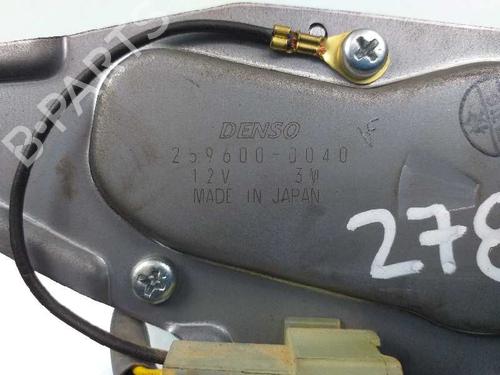 DENSO
259600-0040
12V 3W
MADE IN JAPAN
278
B-PARTS